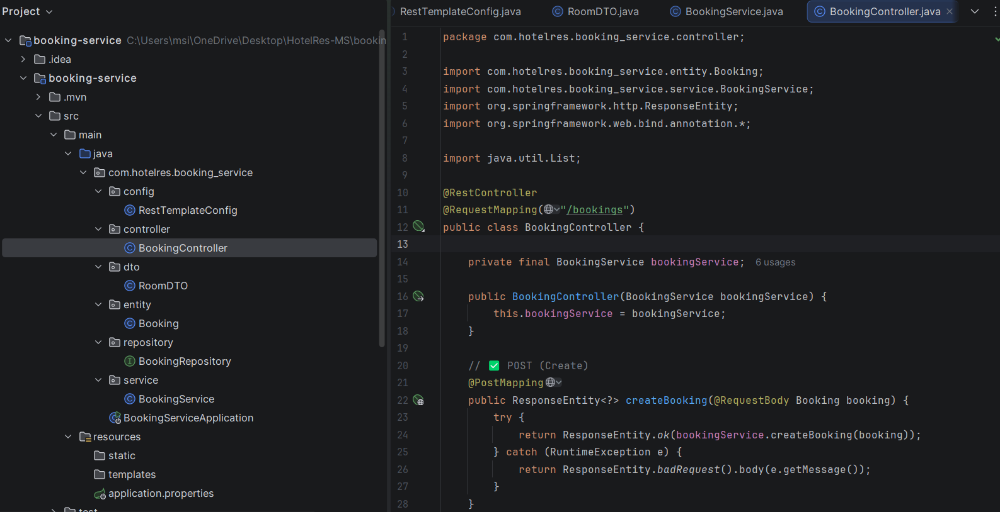 Project
booking-service C:\Users\msi\OneDrive\Desktop\HotelRes-MS\bookin
.idea
booking-service
.mvn
src
main
java
com.hotelres.booking_service
config
RestTemplateConfig
controller
BookingController
dto
RoomDTO
entity
Booking
repository
BookingRepository
service
BookingService
BookingServiceApplication
resources
static
templates
application.properties
test
RestTemplateConfig.java RoomDTO.java BookingService.java BookingController.java
1 package com.hotelres.booking_service.controller;
2
3 import com.hotelres.booking_service.entity.Booking;
4 import com.hotelres.booking_service.service.BookingService;
5 import org.springframework.http.ResponseEntity;
6 import org.springframework.web.bind.annotation.*;
7
8 import java.util.List;
9
10 @RestController
11 @RequestMapping("/bookings")
12 public class BookingController {
13
14 private final BookingService bookingService; 6 usages
15
16 public BookingController(BookingService bookingService) {
17 this.bookingService = bookingService;
18 }
19
20 // ✅ POST (Create)
21 @PostMapping
22 public ResponseEntity<?> createBooking(@RequestBody Booking booking) {
23 try {
24 return ResponseEntity.ok(bookingService.createBooking(booking));
25 } catch (RuntimeException e) {
26 return ResponseEntity.badRequest().body(e.getMessage());
27 }
28 }